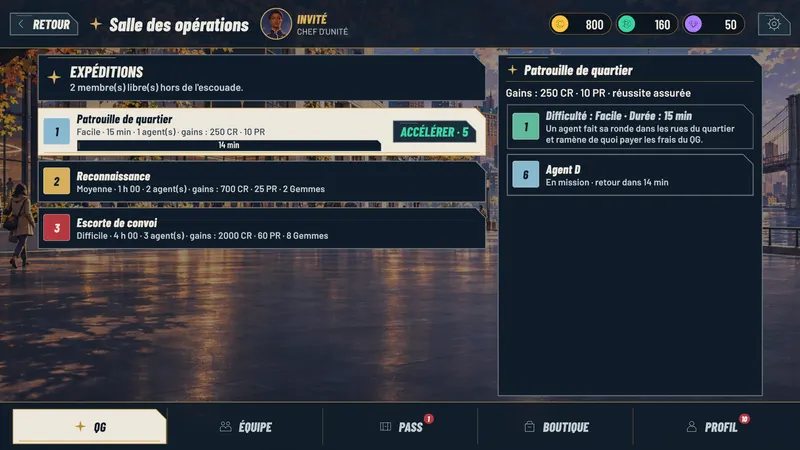 RETOUR
Salle des opérations
INVITÉ
CHEF D'UNITÉ
800
160
50
EXPÉDITIONS
2 membre(s) libre(s) hors de l'escouade.
1
Patrouille de quartier
Facile · 15 min · 1 agent(s) · gains : 250 CR · 10 PR
14 min
ACCÉLÉRER · 5
2
Reconnaissance
Moyenne · 1 h 00 · 2 agent(s) · gains : 700 CR · 25 PR · 2 Gemmes
3
Escorte de convoi
Difficile · 4 h 00 · 3 agent(s) · gains : 2000 CR · 60 PR · 8 Gemmes
Patrouille de quartier
Gains : 250 CR · 10 PR · réussite assurée
1
Difficulté : Facile · Durée : 15 min
Un agent fait sa ronde dans les rues du quartier
et ramène de quoi payer les frais du QG.
6
Agent D
En mission · retour dans 14 min
QG
ÉQUIPE
PASS
1
BOUTIQUE
PROFIL